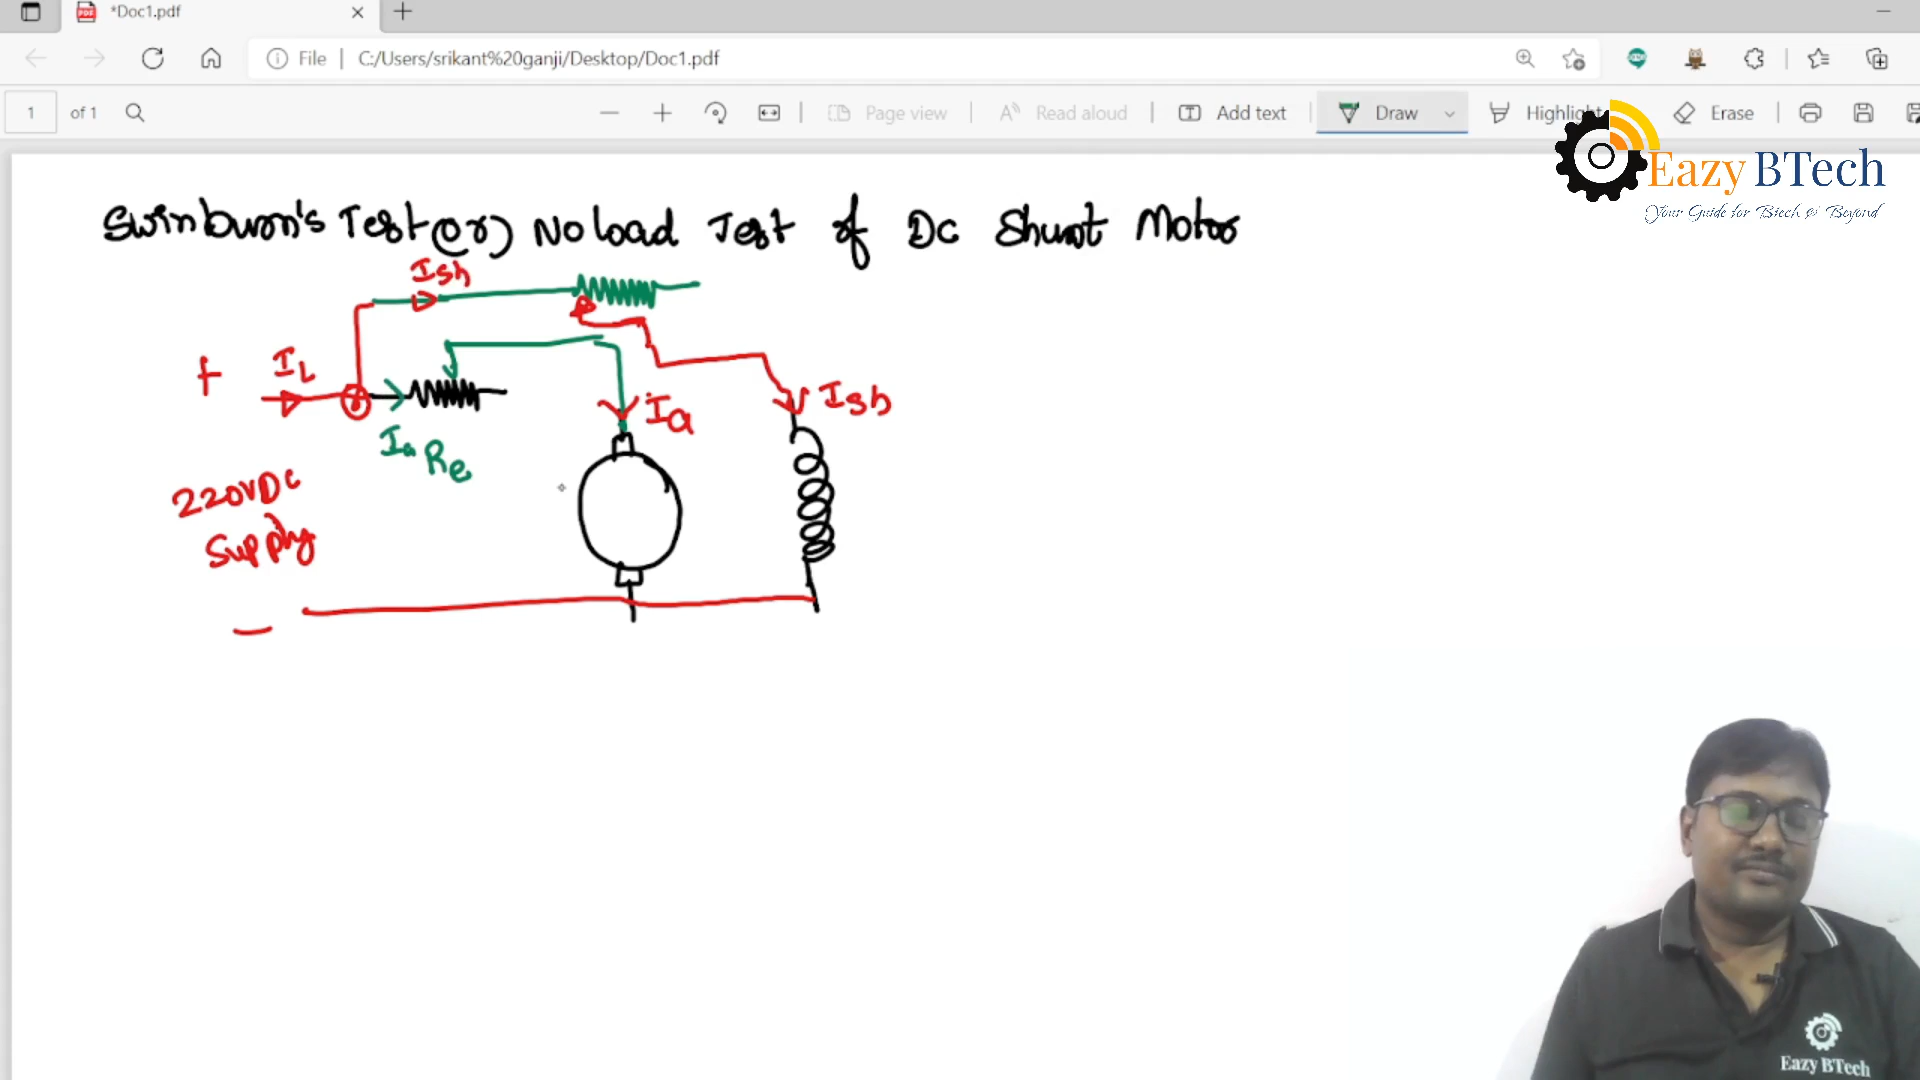 *Doc1.pdf
File | C:/Users/srikant%20ganji/Desktop/Doc1.pdf
1 of 1 Page view Read aloud Add text Draw Highlight Erase
Eazy BTech
Your Guide for Btech & Beyond
Swinburn's Test (or) No load Test of Dc Shunt Motor
Ish
+ IL
Ia Ish
Ia Re
220V DC
Supply
−
Eazy BTech